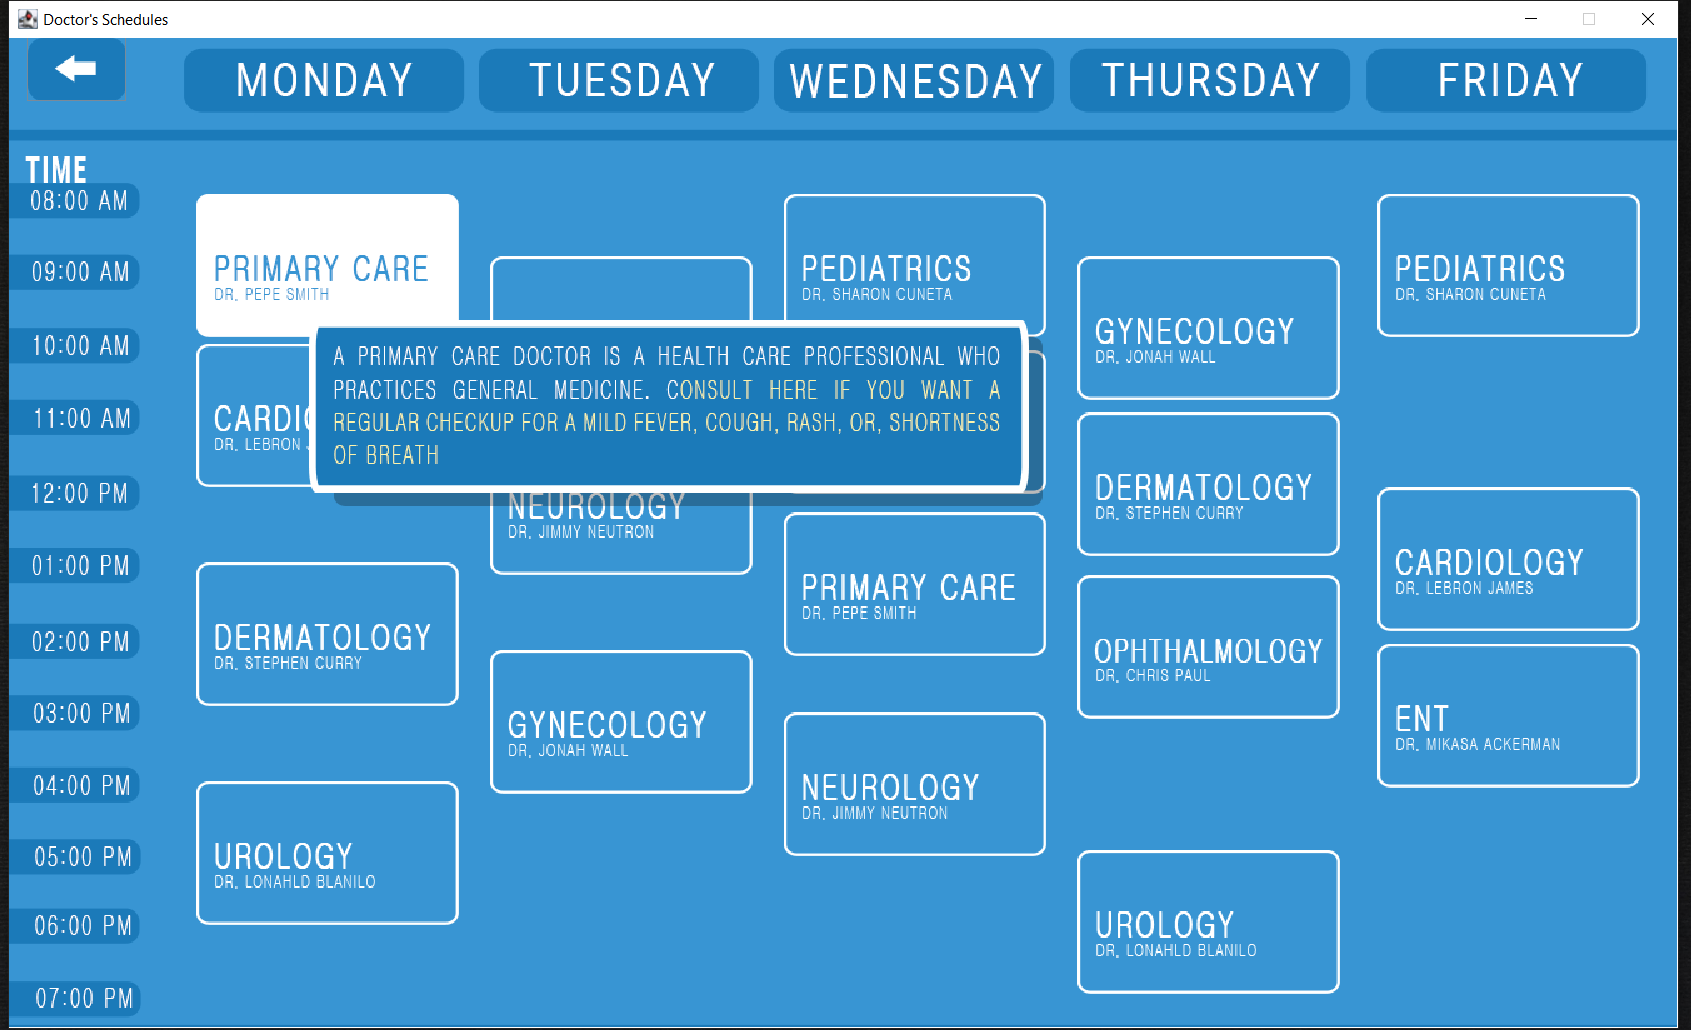 Doctor's Schedules
MONDAY
TUESDAY
WEDNESDAY
THURSDAY
FRIDAY
TIME
08:00 AM
09:00 AM
10:00 AM
11:00 AM
12:00 PM
01:00 PM
02:00 PM
03:00 PM
04:00 PM
05:00 PM
06:00 PM
07:00 PM
PRIMARY CARE
DR. PEPE SMITH
CARDIO
DR. LEBRON
DERMATOLOGY
DR. STEPHEN CURRY
UROLOGY
DR. LONAHLD BLANILO
A PRIMARY CARE DOCTOR IS A HEALTH CARE PROFESSIONAL WHO
PRACTICES GENERAL MEDICINE. CONSULT HERE IF YOU WANT A
REGULAR CHECKUP FOR A MILD FEVER, COUGH, RASH, OR, SHORTNESS
OF BREATH
NEUROLOGY
DR. JIMMY NEUTRON
GYNECOLOGY
DR. JONAH WALL
PEDIATRICS
DR. SHARON CUNETA
PRIMARY CARE
DR. PEPE SMITH
NEUROLOGY
DR. JIMMY NEUTRON
GYNECOLOGY
DR. JONAH WALL
DERMATOLOGY
DR. STEPHEN CURRY
OPHTHALMOLOGY
DR. CHRIS PAUL
UROLOGY
DR. LONAHLD BLANILO
PEDIATRICS
DR. SHARON CUNETA
CARDIOLOGY
DR. LEBRON JAMES
ENT
DR. MIKASA ACKERMAN